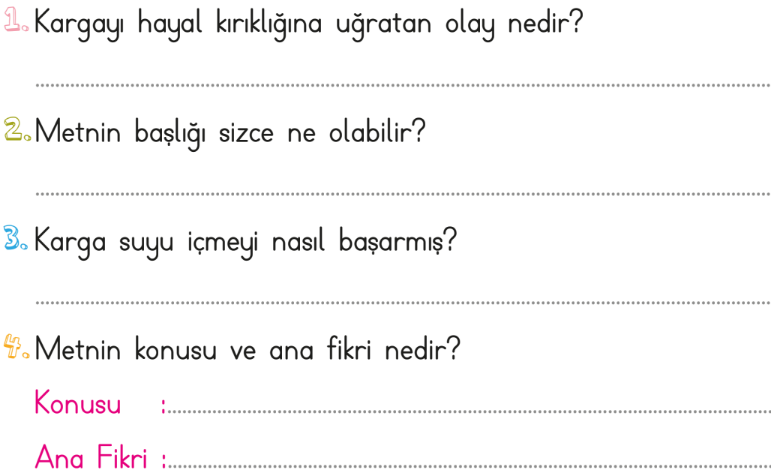 1. Kargayı hayal kırıklığına uğratan olay nedir?
2. Metnin başlığı sizce ne olabilir?
3. Karga suyu içmeyi nasıl başarmış?
4. Metnin konusu ve ana fikri nedir?
Konusu :
Ana Fikri :